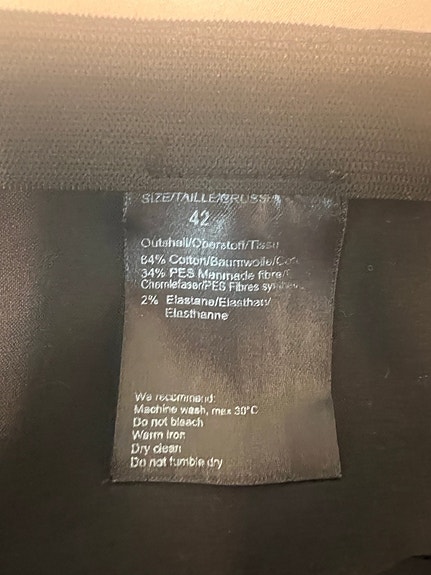 SIZE/TAILLE/GRÖSSE
42
Outshell/Oberstoff/Tissu
64% Cotton/Baumwolle/
34% PES Manmade fibre/
Chemiefaser/PES Fibres
2% Elastane/Elasthan/
Elasthanne
We recommend:
Machine wash, max 30°C
Do not bleach
Warm Iron
Dry clean
Do not tumble dry